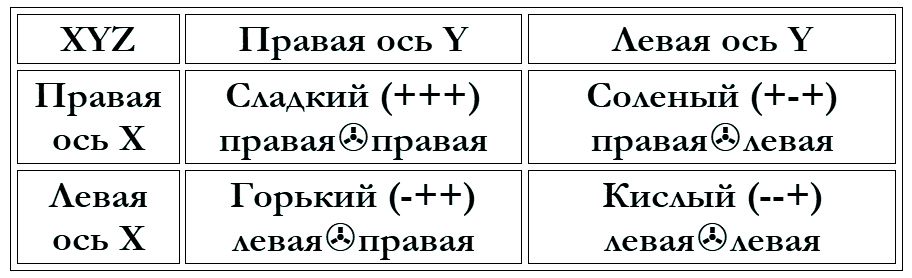 XYZ
Правая ось Y
Левая ось Y
Правая
ось X
Сладкий (+++)
правая✇правая
Соленый (+-+)
правая✇левая
Левая
ось X
Горький (-++)
левая✇правая
Кислый (--+)
левая✇левая